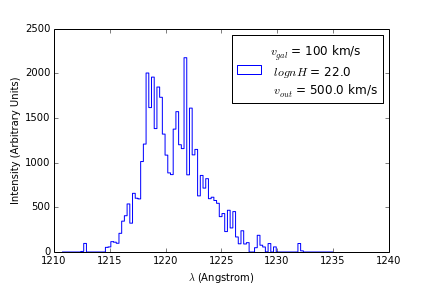 2500
2000
1500
1000
500
0
Intensity (Arbitrary Units)
v_gal = 100 km/s
lognH = 22.0
v_out = 500.0 km/s
1210 1215 1220 1225 1230 1235 1240
λ (Angstrom)